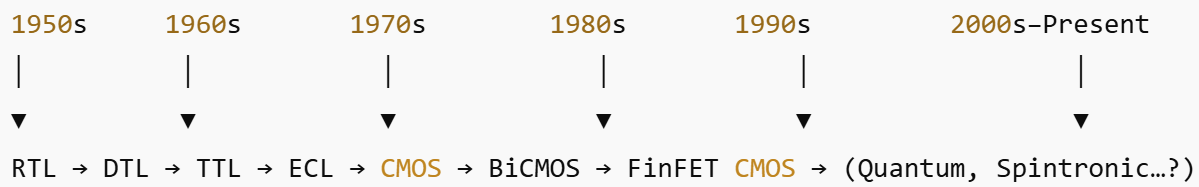 1950s 1960s 1970s 1980s 1990s 2000s–Present
│ │ │ │ │ │
▼ ▼ ▼ ▼ ▼ ▼
RTL → DTL → TTL → ECL → CMOS → BiCMOS → FinFET CMOS → (Quantum, Spintronic…?)